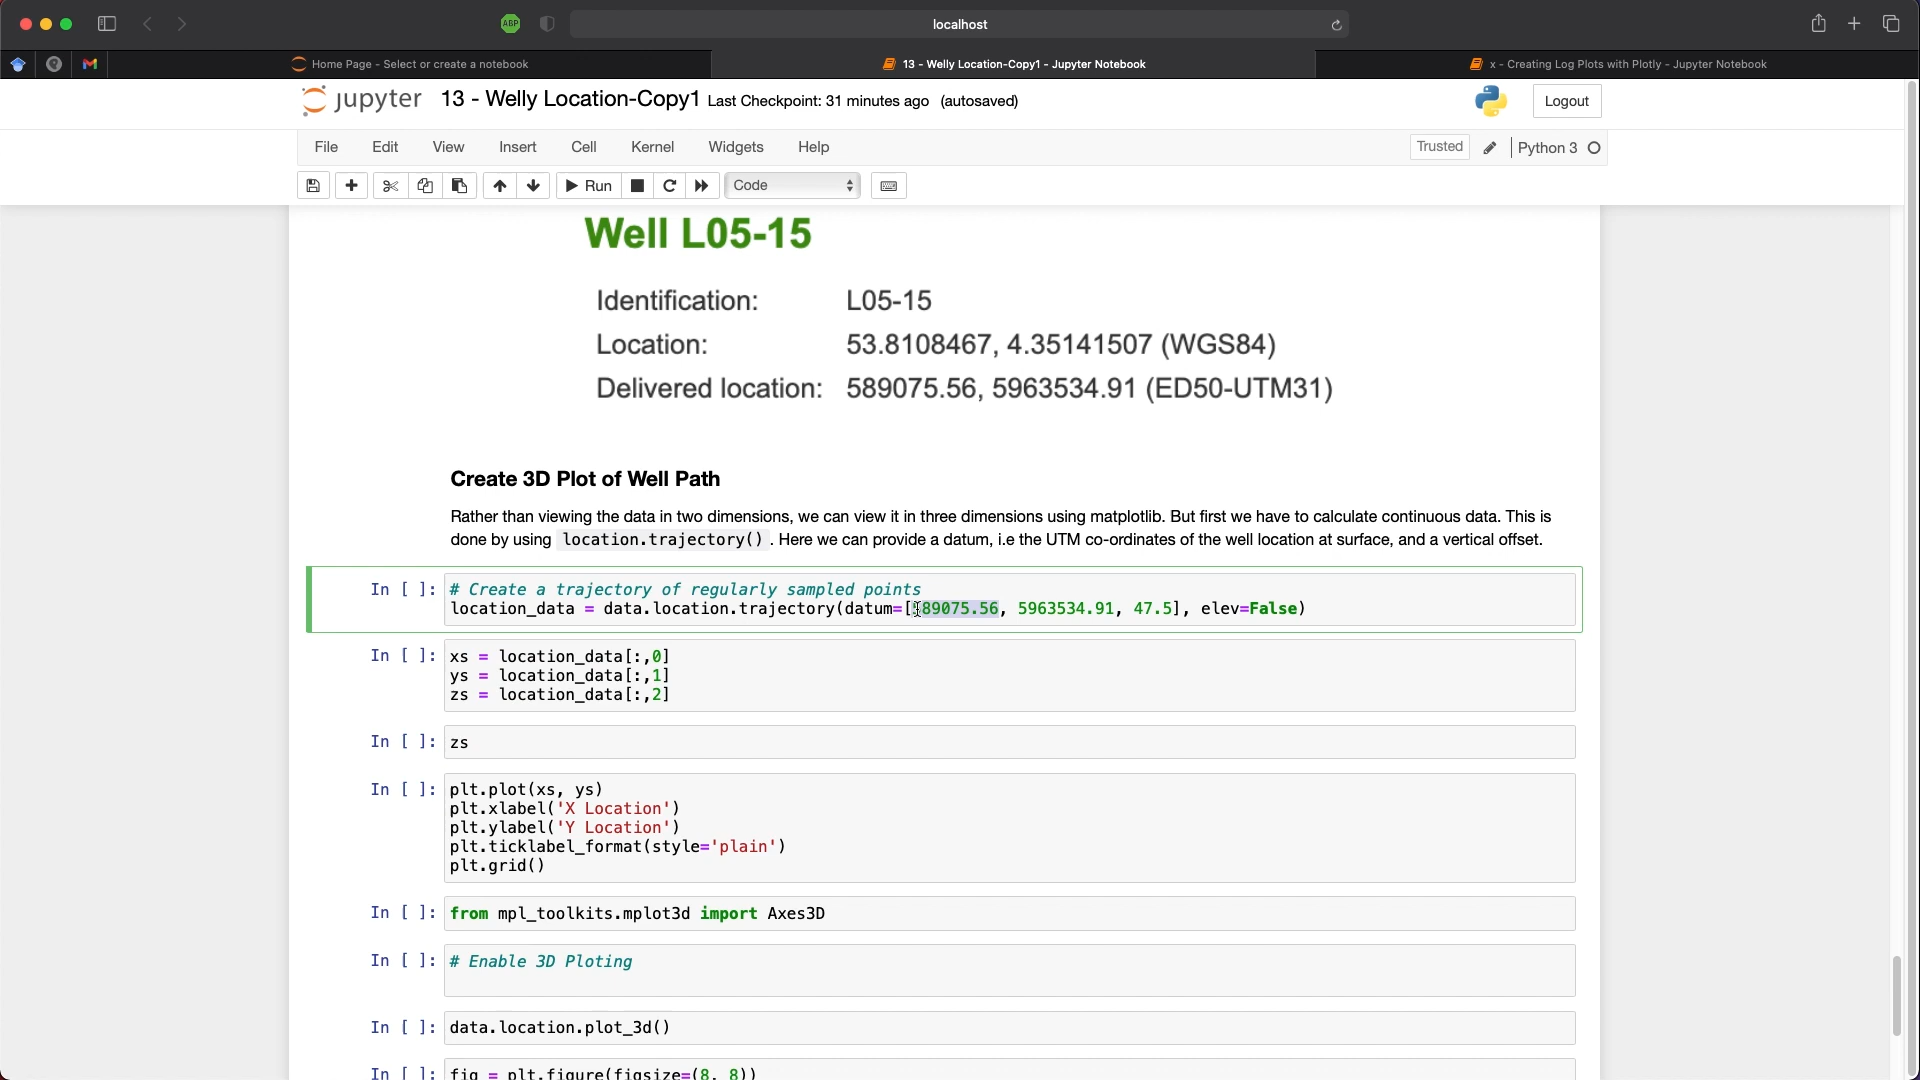 localhost
Home Page - Select or create a notebook
13 - Welly Location-Copy1 - Jupyter Notebook
x - Creating Log Plots with Plotly - Jupyter Notebook
ABP
jupyter 13 - Welly Location-Copy1 Last Checkpoint: 31 minutes ago (autosaved)
Logout
File Edit View Insert Cell Kernel Widgets Help
Trusted Python 3
Run Code
Well L05-15
Identification: L05-15
Location: 53.8108467, 4.35141507 (WGS84)
Delivered location: 589075.56, 5963534.91 (ED50-UTM31)
Create 3D Plot of Well Path
Rather than viewing the data in two dimensions, we can view it in three dimensions using matplotlib. But first we have to calculate continuous data. This is
done by using location.trajectory() . Here we can provide a datum, i.e the UTM co-ordinates of the well location at surface, and a vertical offset.
In [ ]: # Create a trajectory of regularly sampled points
location_data = data.location.trajectory(datum=[589075.56, 5963534.91, 47.5], elev=False)
In [ ]: xs = location_data[:,0]
ys = location_data[:,1]
zs = location_data[:,2]
In [ ]: zs
In [ ]: plt.plot(xs, ys)
plt.xlabel('X Location')
plt.ylabel('Y Location')
plt.ticklabel_format(style='plain')
plt.grid()
In [ ]: from mpl_toolkits.mplot3d import Axes3D
In [ ]: # Enable 3D Ploting
In [ ]: data.location.plot_3d()
In [ ]: fig = plt.figure(figsize=(8, 8))